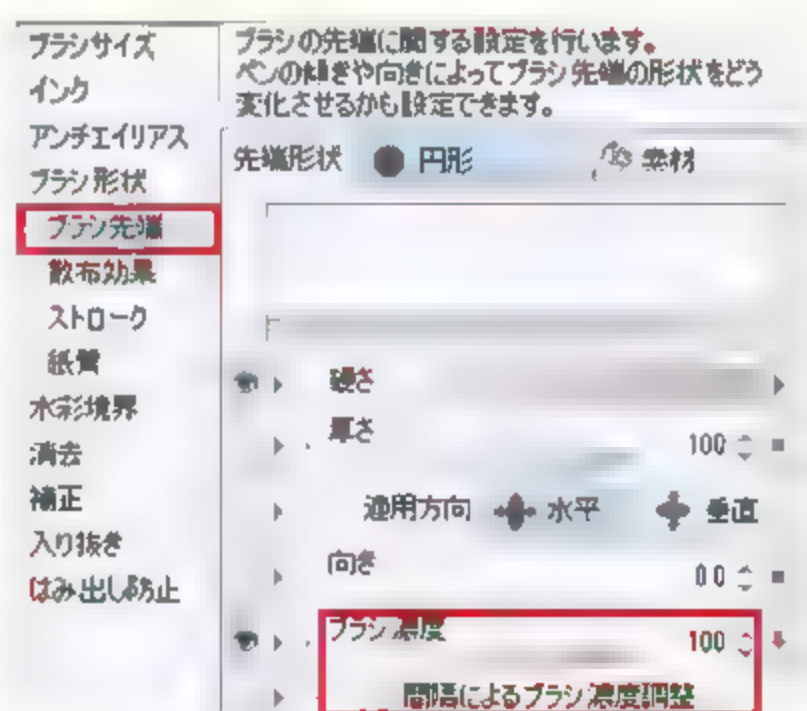 ブラシサイズ
インク
アンチエイリアス
ブラシ形状
ブラシ先端
散布効果
ストローク
紙質
水彩境界
消去
補正
入り抜き
はみ出し防止
ブラシの先端に関する設定を行います。
ペンの傾きや向きによってブラシ先端の形状をどう
変化させるかも設定できます。
先端形状 円形 素材
硬さ
厚さ 100
適用方向 水平 垂直
向き 0.0
ブラシ濃度 100
間隔によるブラシ濃度調整